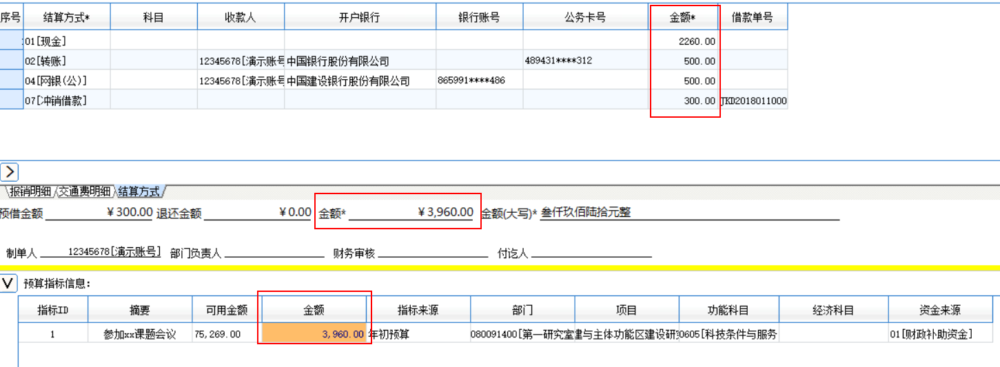 序号 结算方式* 科目 收款人 开户银行 银行账号 公务卡号 金额* 借款单号
01[现金] 2260.00
02[转账] 12345678[演示账号 中国银行股份有限公司 489431****312 500.00
04[网银(公)] 12345678[演示账号 中国建设银行股份有限公司 865991****486 500.00
07[冲销借款] 300.00 JKD2018011000
报销明细 交通费明细 结算方式
预借金额 ¥300.00 退还金额 ¥0.00 金额* ¥3,960.00 金额(大写)* 叁仟玖佰陆拾元整
制单人 12345678[演示账号] 部门负责人 财务审核 付讫人
预算指标信息:
指标ID 摘要 可用金额 金额 指标来源 部门 项目 功能科目 经济科目 资金来源
1 参加xx课题会议 75,269.00 3,960.00 年初预算 080091400[第一研究室 建与主体功能区建设研究 0605[科技条件与服务 01[财政补助资金]